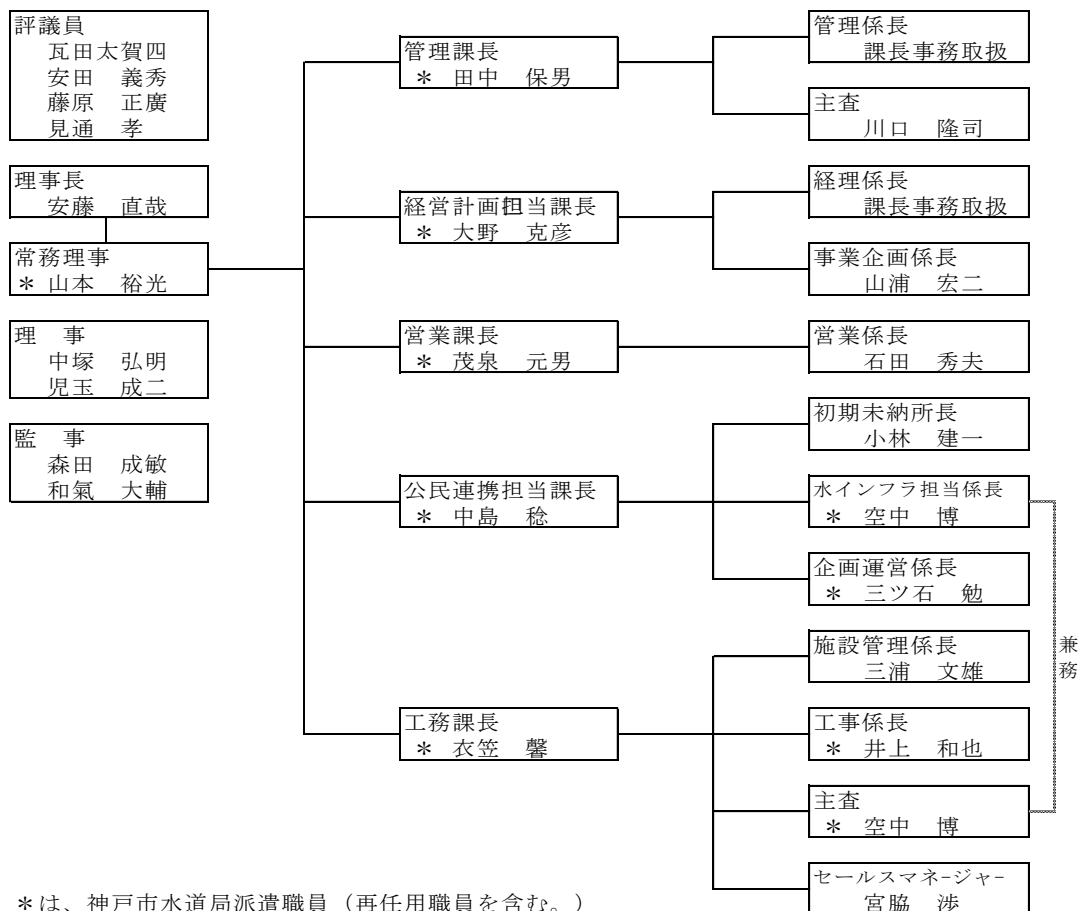 評議員
瓦田太賀四
安田　義秀
藤原　正廣
見通　孝
理事長
安藤　直哉
常務理事
＊ 山本　裕光
理　事
中塚　弘明
児玉　成二
監　事
森田　成敏
和氣　大輔
管理課長
＊ 田中　保男
経営計画担当課長
＊ 大野　克彦
営業課長
＊ 茂泉　元男
公民連携担当課長
＊ 中島　稔
工務課長
＊ 衣笠　馨
管理係長
課長事務取扱
主査
川口　隆司
経理係長
課長事務取扱
事業企画係長
山浦　宏二
営業係長
石田　秀夫
初期未納所長
小林　建一
水インフラ担当係長
＊ 空中　博
企画運営係長
＊ 三ツ石　勉
施設管理係長
三浦　文雄
工事係長
＊ 井上　和也
主査
＊ 空中　博
セールスマネｰジャｰ
宮脇　渉
兼務
＊は、神戸市水道局派遣職員（再任用職員を含む。）